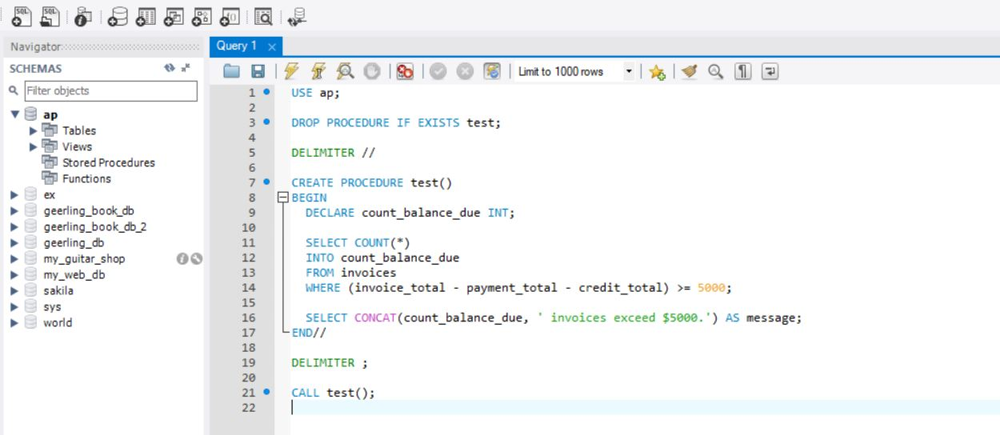 SQL SQL
Navigator
SCHEMAS
Filter objects
ap
Tables
Views
Stored Procedures
Functions
ex
geerling_book_db
geerling_book_db_2
geerling_db
my_guitar_shop
my_web_db
sakila
sys
world
Query 1
Limit to 1000 rows
1 USE ap;
2
3 DROP PROCEDURE IF EXISTS test;
4
5 DELIMITER //
6
7 CREATE PROCEDURE test()
8 BEGIN
9 DECLARE count_balance_due INT;
10
11 SELECT COUNT(*)
12 INTO count_balance_due
13 FROM invoices
14 WHERE (invoice_total - payment_total - credit_total) >= 5000;
15
16 SELECT CONCAT(count_balance_due, ' invoices exceed $5000.') AS message;
17 END//
18
19 DELIMITER ;
20
21 CALL test();
22